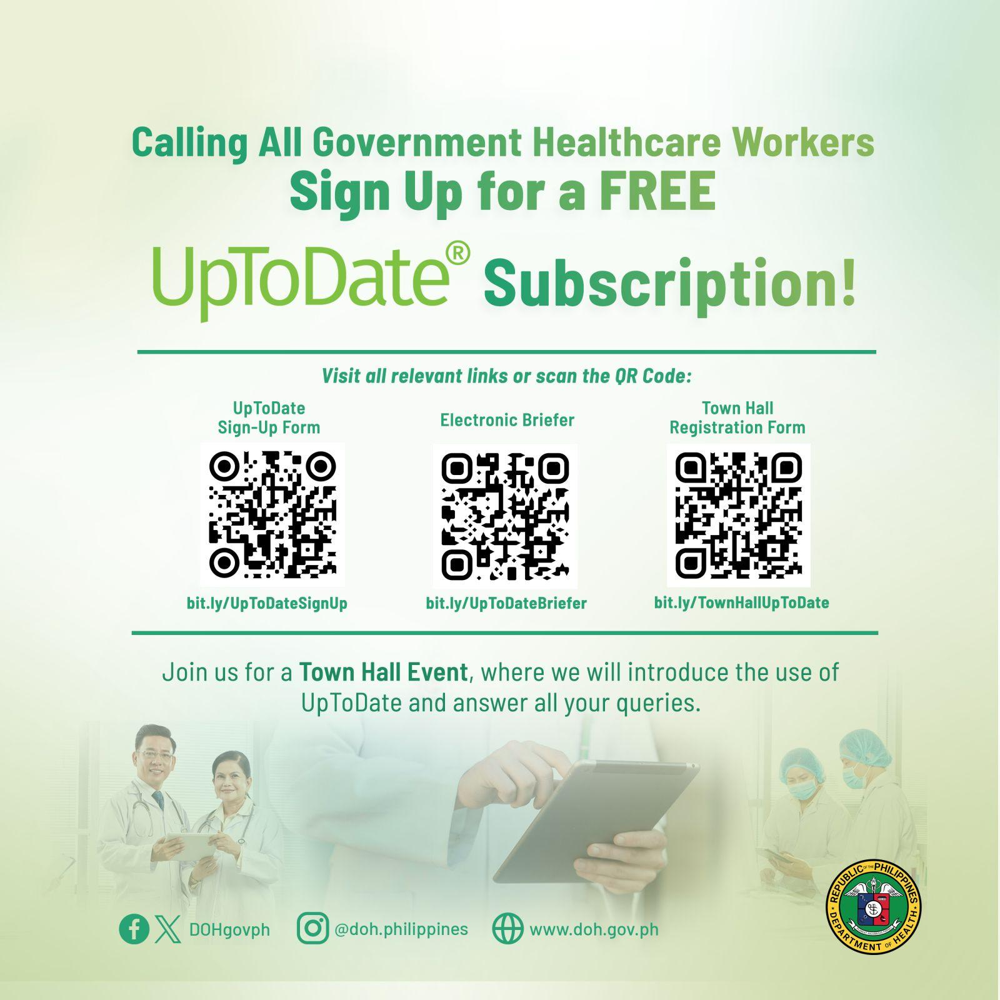 Calling All Government Healthcare Workers
Sign Up for a FREE
UpToDate® Subscription!
Visit all relevant links or scan the QR Code:
UpToDate
Sign-Up Form
Electronic Briefer
Town Hall
Registration Form
bit.ly/UpToDateSignUp
bit.ly/UpToDateBriefer
bit.ly/TownHallUpToDate
Join us for a Town Hall Event, where we will introduce the use of
UpToDate and answer all your queries.
DOHgovph
@doh.philippines
www.doh.gov.ph
REPUBLIC OF THE PHILIPPINES
DEPARTMENT OF HEALTH